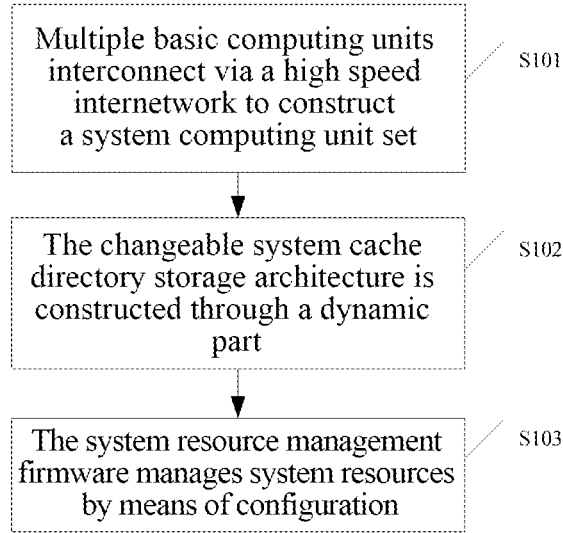 Multiple basic computing units
interconnect via a high speed
internetwork to construct
a system computing unit set
S101
The changeable system cache
directory storage architecture is
constructed through a dynamic
part
S102
The system resource management
firmware manages system resources
by means of configuration
S103